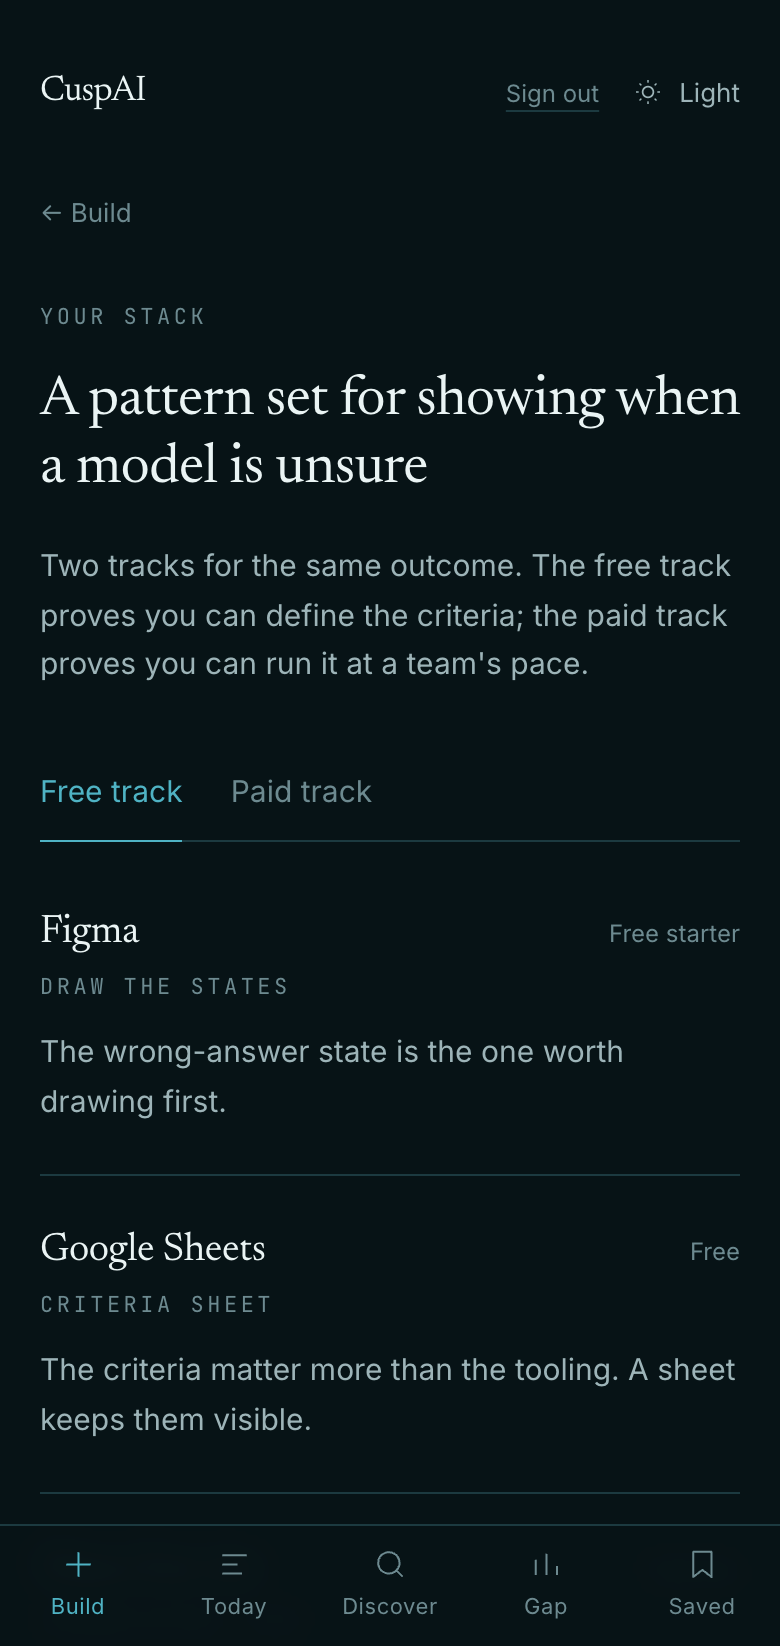 CuspAI
Sign out
Light
← Build
YOUR STACK
A pattern set for showing when
a model is unsure
Two tracks for the same outcome. The free track
proves you can define the criteria; the paid track
proves you can run it at a team's pace.
Free track
Paid track
Figma
Free starter
DRAW THE STATES
The wrong-answer state is the one worth
drawing first.
Google Sheets
Free
CRITERIA SHEET
The criteria matter more than the tooling. A sheet
keeps them visible.
Build
Today
Discover
Gap
Saved